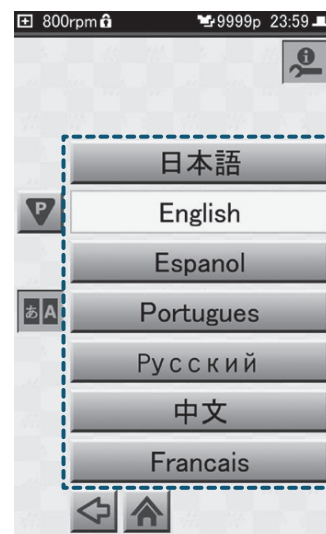 800rpm 9999p 23:59
日本語
P
English
Espanol
あA
Portugues
Русский
中文
Francais